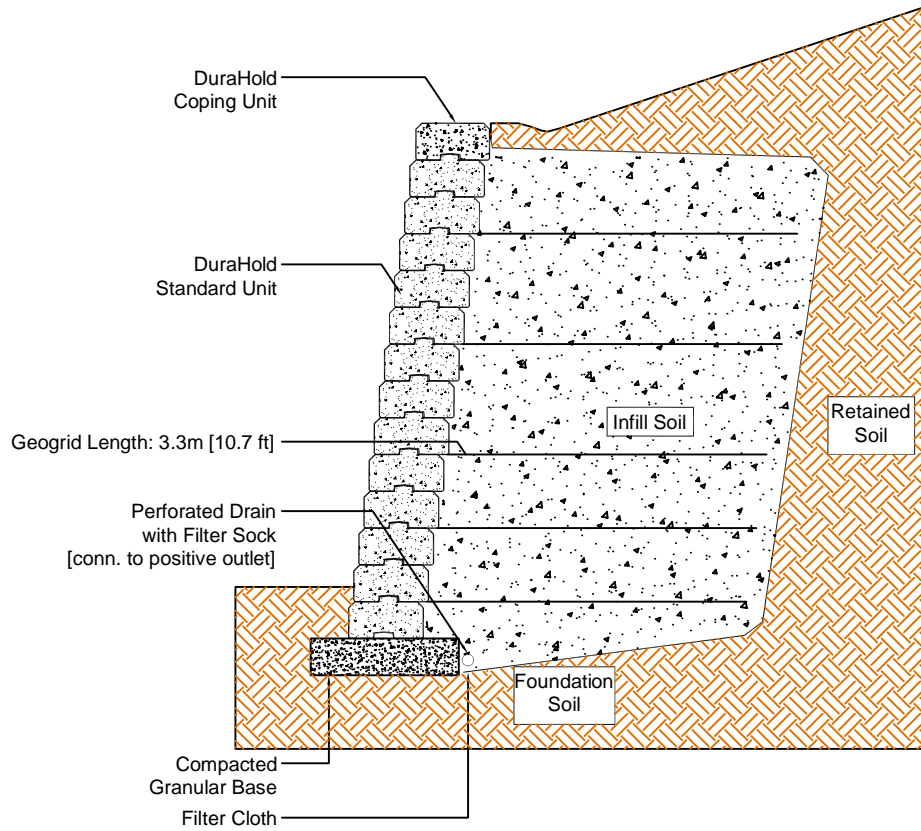 DuraHold
Coping Unit
DuraHold
Standard Unit
Geogrid Length: 3.3m [10.7 ft]
Infill Soil
Retained
Soil
Perforated Drain
with Filter Sock
[conn. to positive outlet]
Foundation
Soil
Compacted
Granular Base
Filter Cloth